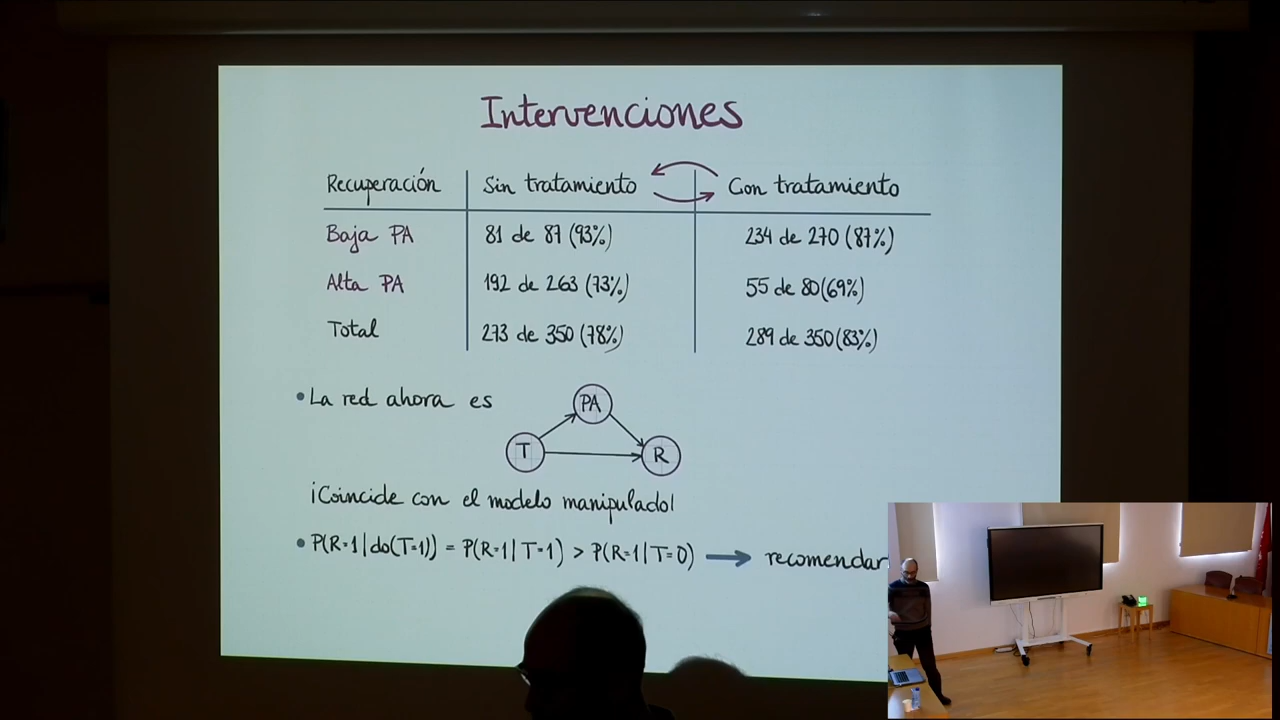 Intervenciones
Recuperación Sin tratamiento Con tratamiento
Baja PA 81 de 87 (93%) 234 de 270 (87%)
Alta PA 192 de 263 (73%) 55 de 80 (69%)
Total 273 de 350 (78%) 289 de 350 (83%)
• La red ahora es
PA
T R
¡Coincide con el modelo manipulado!
• P(R=1|do(T=1)) = P(R=1|T=1) > P(R=1|T=0) → recomendar